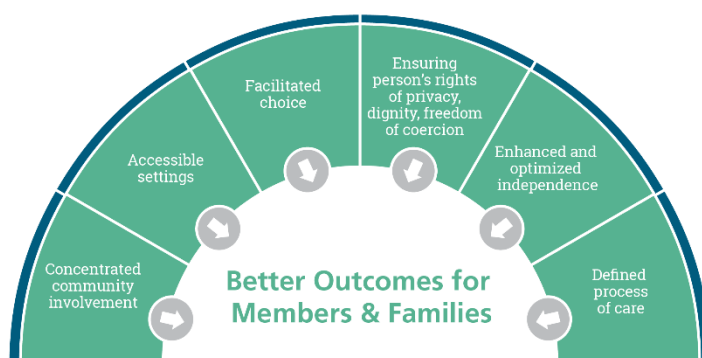 Concentrated
community
involvement
Accessible
settings
Facilitated
choice
Ensuring
person's rights
of privacy,
dignity, freedom
of coercion
Enhanced and
optimized
independence
Defined
process
of care
Better Outcomes for
Members & Families